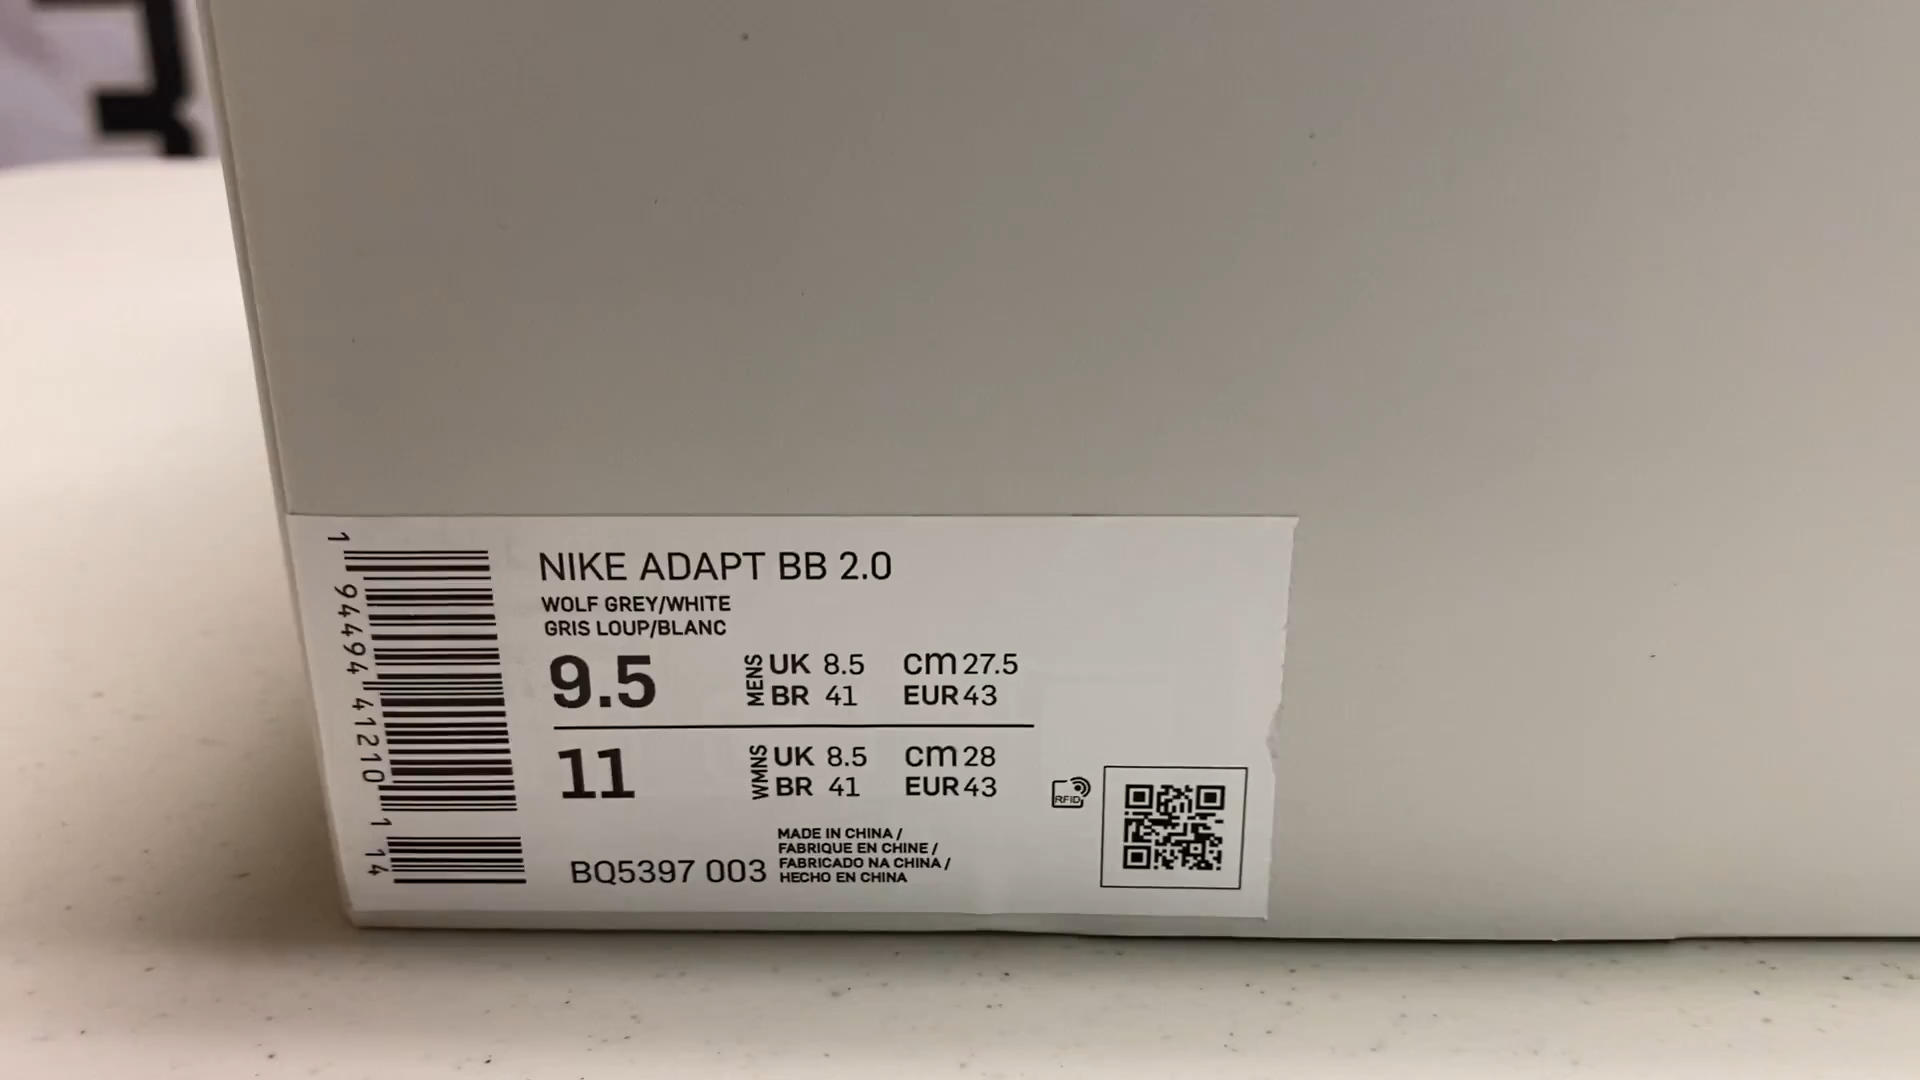 NIKE ADAPT BB 2.0
WOLF GREY/WHITE
GRIS LOUP/BLANC
9.5 MENS UK 8.5 cm 27.5
BR 41 EUR 43
11 WMNS UK 8.5 cm 28
BR 41 EUR 43
RFID
MADE IN CHINA /
FABRIQUE EN CHINE /
FABRICADO NA CHINA /
HECHO EN CHINA
BQ5397 003
1 94494 41210 1 14